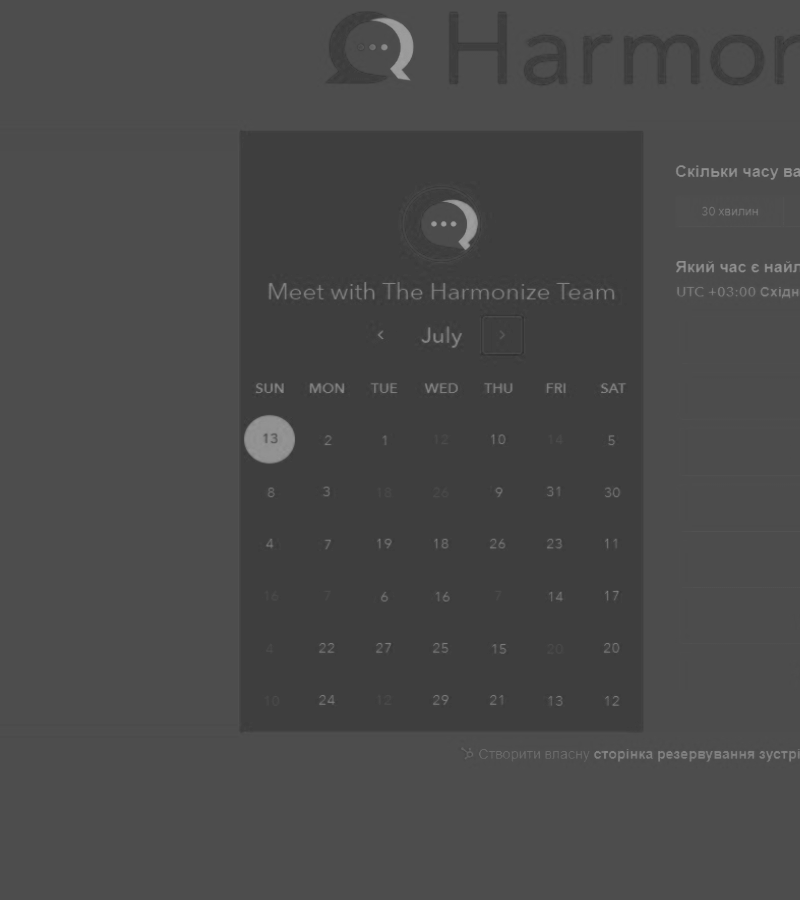 Harmon
Скільки часу ва
30 хвилин
Який час є найл
UTC +03:00 Східн
Meet with The Harmonize Team
‹ July ›
SUN MON TUE WED THU FRI SAT
13 2 1 12 10 14 5
8 3 18 26 9 31 30
4 7 19 18 26 23 11
16 7 6 16 7 14 17
4 22 27 25 15 20 20
10 24 12 29 21 13 12
Створити власну сторінка резервування зустрі